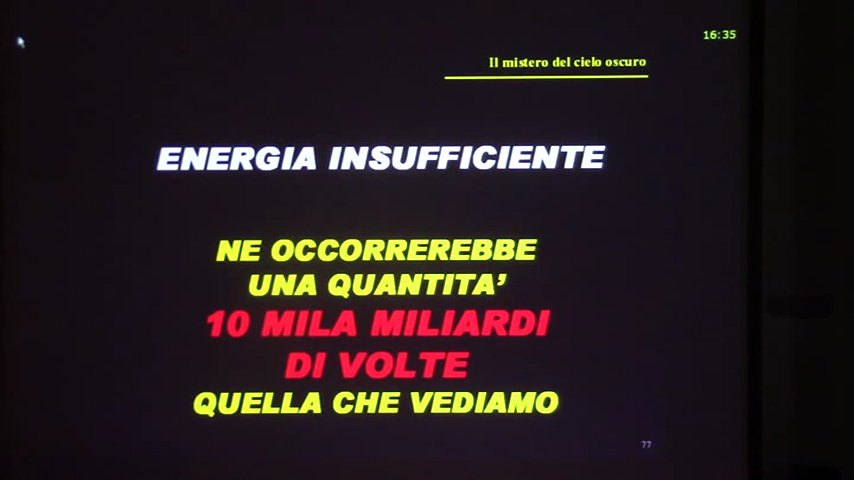 16:35
Il mistero del cielo oscuro
ENERGIA INSUFFICIENTE
NE OCCORREREBBE
UNA QUANTITA'
10 MILA MILIARDI
DI VOLTE
QUELLA CHE VEDIAMO
77